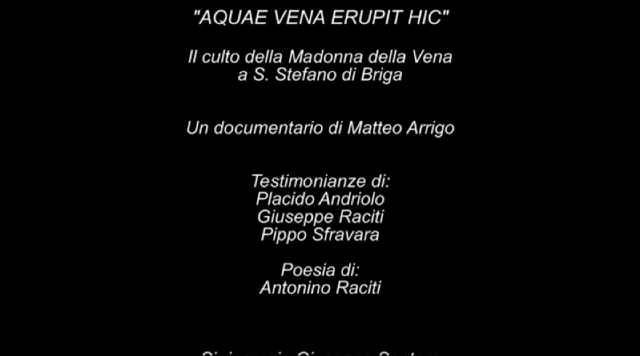 "AQUAE VENA ERUPIT HIC"
Il culto della Madonna della Vena
a S. Stefano di Briga
Un documentario di Matteo Arrigo
Testimonianze di:
Placido Andriolo
Giuseppe Raciti
Pippo Sfravara
Poesia di:
Antonino Raciti